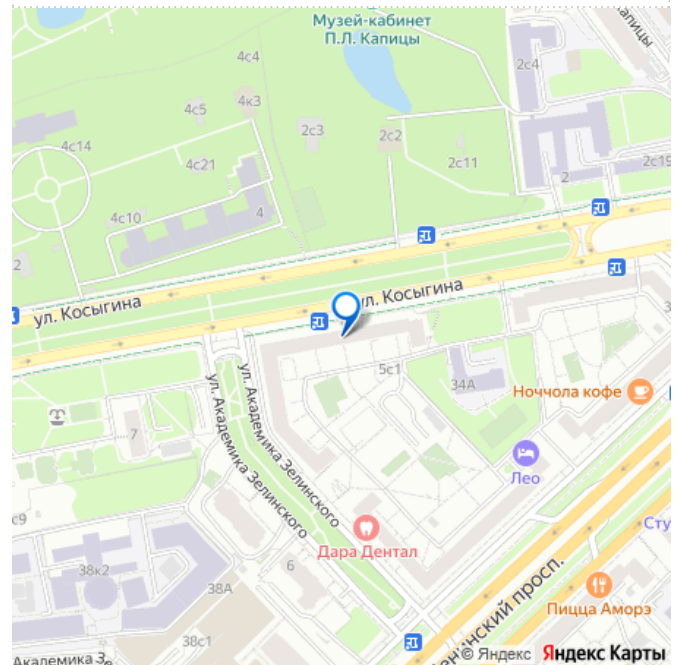 Музей-кабинет
П.Л. Капицы
Капицы
4с4
2с4
4к3
4с5
2с3
2с2
4с14
4с21
2с11
2с19
2
4
4с10
2
ул. Косыгина
ул. Косыгина
5с1
34А
Ноччола кофе
ул. Академика Зелинского
ул. Академика Зелинского
7
Лео
Дара Дентал
38к2
38А
6
38с1
Пицца Аморэ
© Яндекс Яндекс Карты